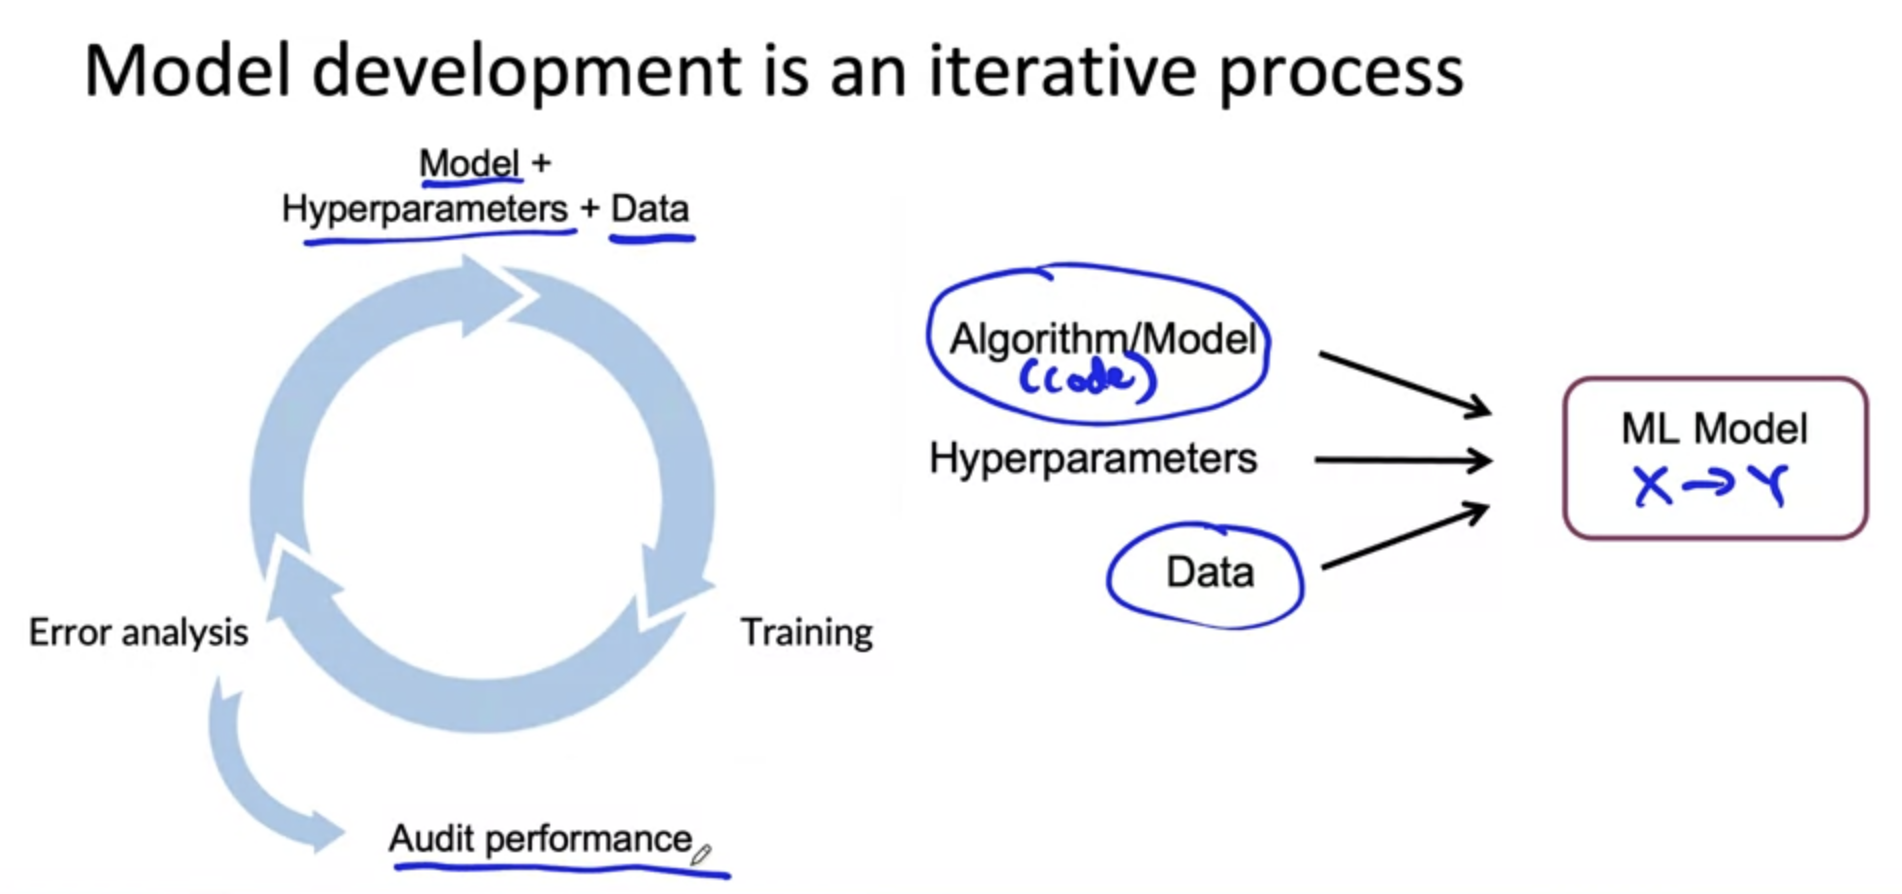 Model development is an iterative process
Model +
Hyperparameters + Data
Error analysis
Training
Audit performance
Algorithm/Model
(code)
Hyperparameters
Data
ML Model
X→Y